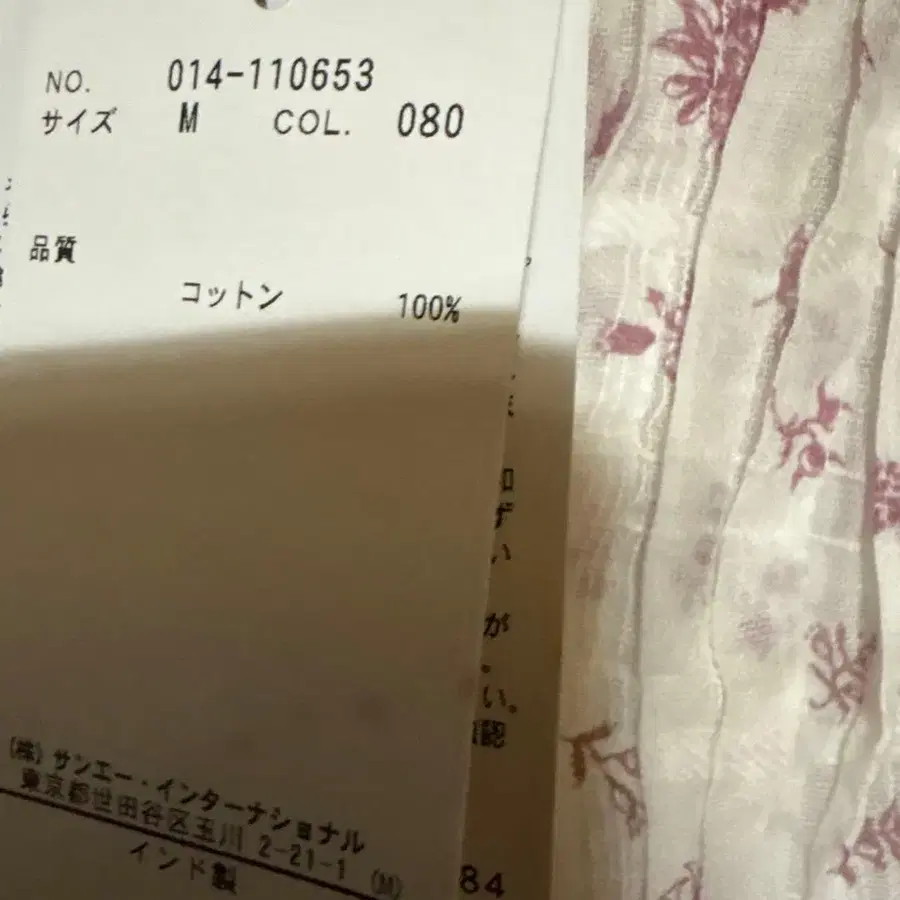 NO. 014-110653
サイズ M COL. 080
品質
コットン 100%
(株) サンエー・インターナショナル
東京都世田谷区玉川 2-21-1 (M)
インド製
ず
い
が
い。
認
84